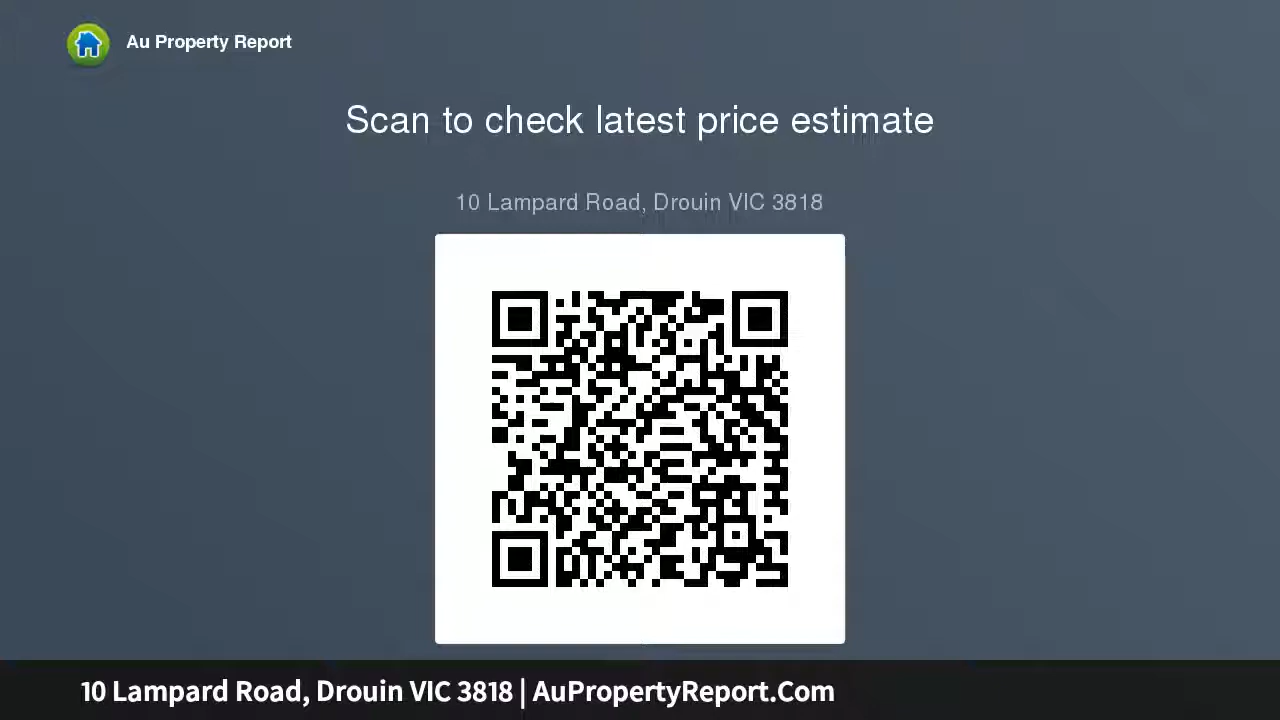 Au Property Report
Scan to check latest price estimate
10 Lampard Road, Drouin VIC 3818
10 Lampard Road, Drouin VIC 3818 | AuPropertyReport.Com